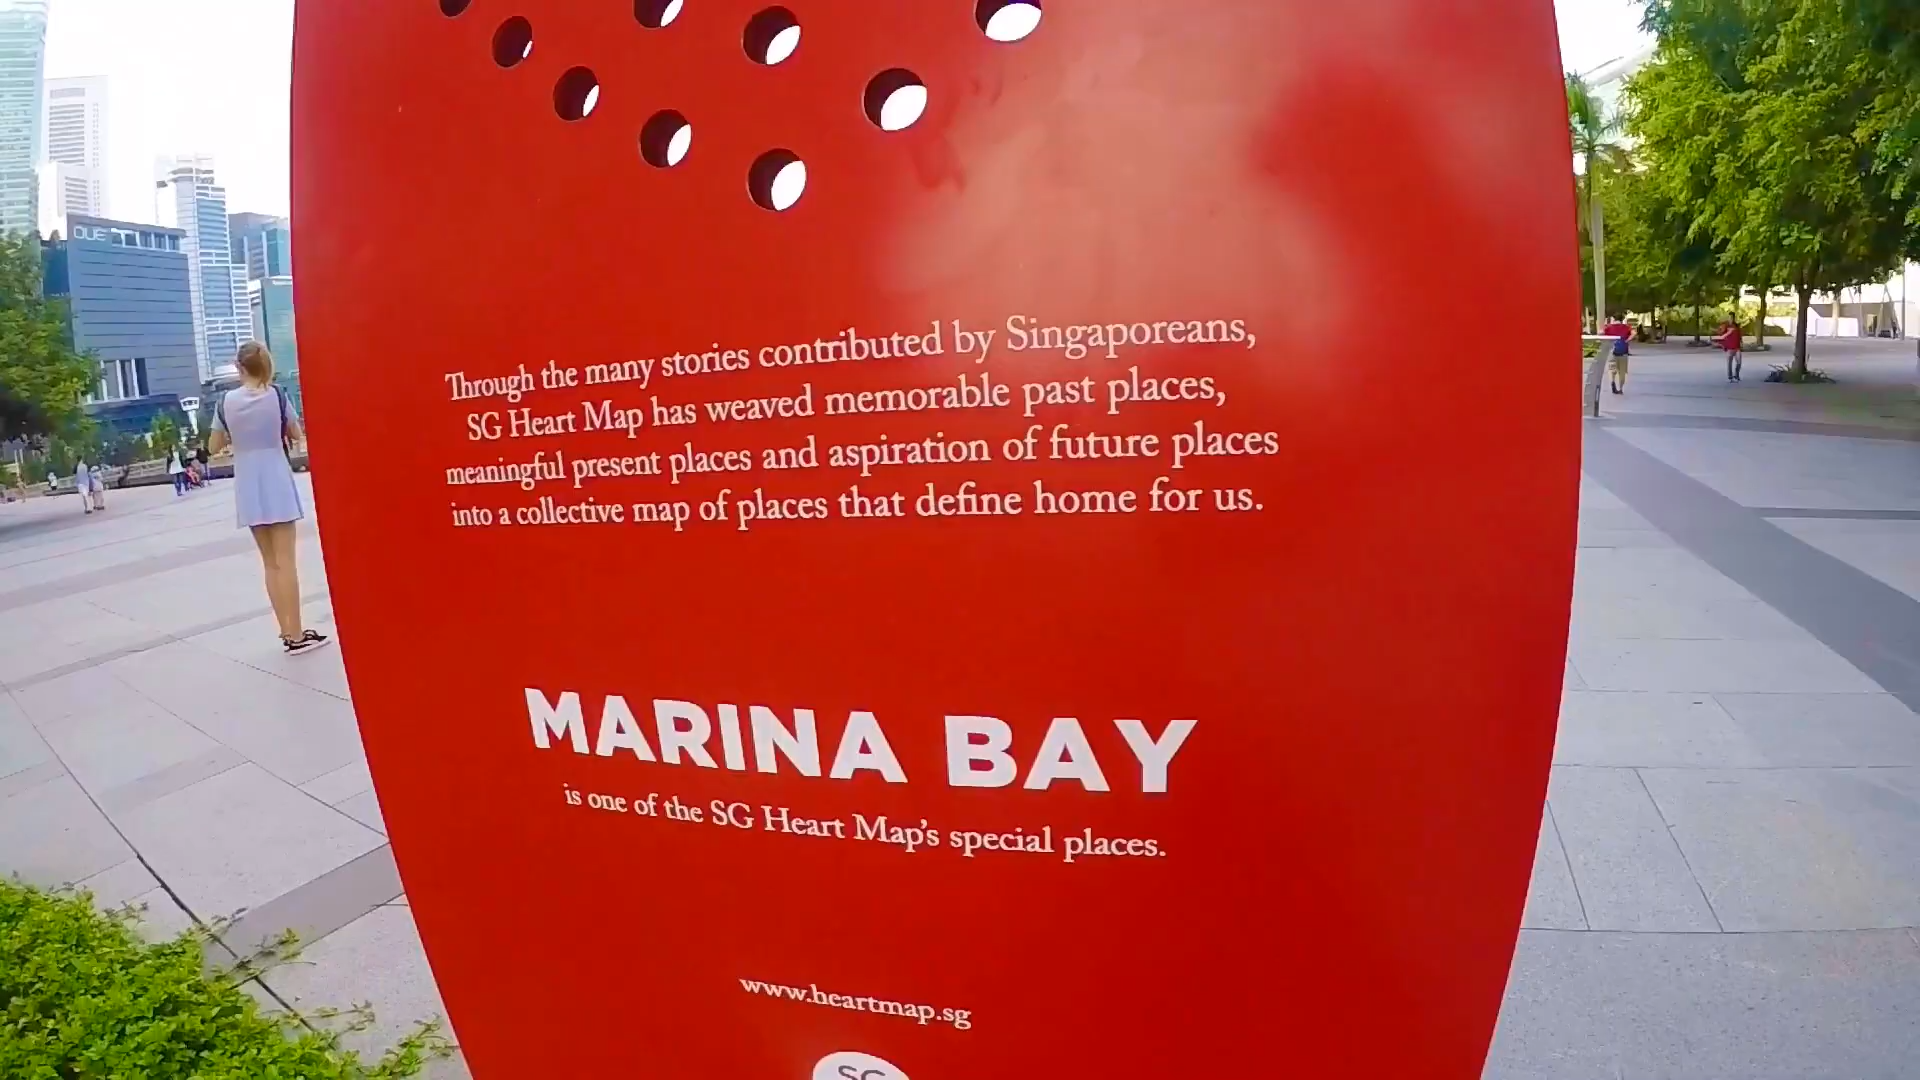 OUE
Through the many stories contributed by Singaporeans,
SG Heart Map has weaved memorable past places,
meaningful present places and aspiration of future places
into a collective map of places that define home for us.
MARINA BAY
is one of the SG Heart Map's special places.
www.heartmap.sg
SG